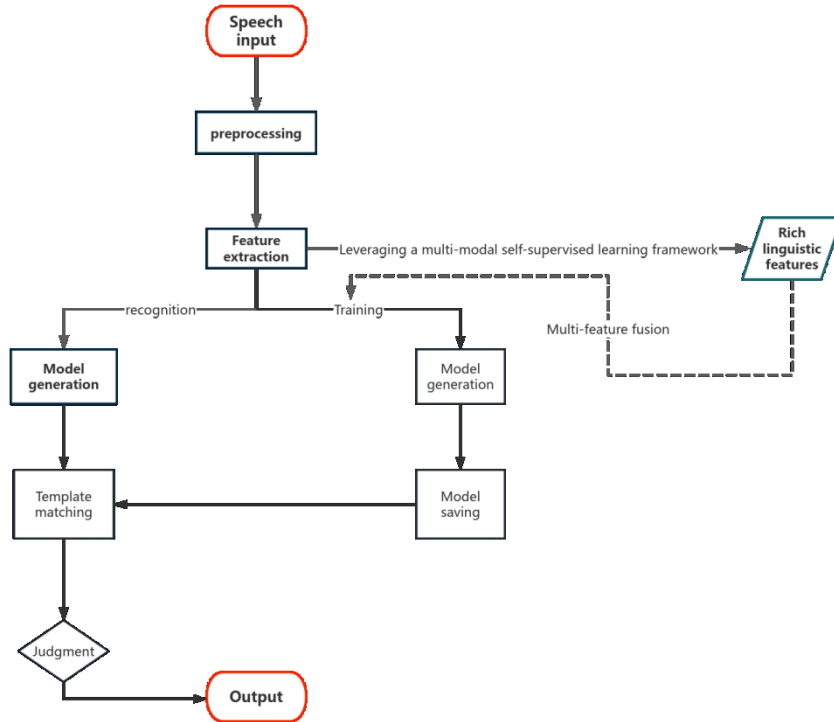 Speech
input
preprocessing
Feature
extraction
Leveraging a multi-modal self-supervised learning framework
Rich
linguistic
features
recognition
Training
Multi-feature fusion
Model
generation
Model
generation
Template
matching
Model
saving
Judgment
Output